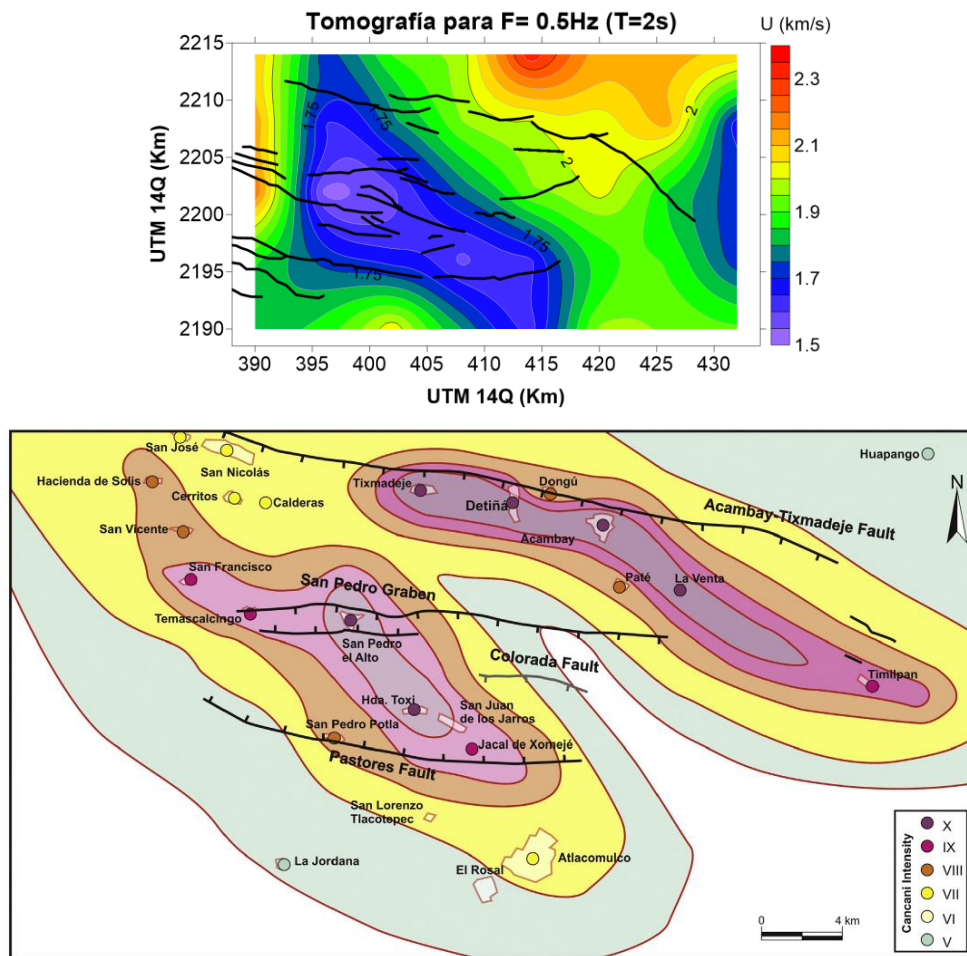 Tomografía para F= 0.5Hz (T=2s)
U (km/s)
2215
2210
2205
2200
2195
2190
UTM 14Q (Km)
1.75
1.75
2
2
1.75
1.75
2.3
2.1
1.9
1.7
1.5
390
395
400
405
410
415
420
425
430
UTM 14Q (Km)
San José
San Nicolás
Hacienda de Solis
Cerritos
Calderas
San Vicente
San Francisco
Temascalcingo
Tixmadeje
Detiñá
Dongú
Acambay
Huapango
Acambay-Tixmadeje Fault
N
Paté
La Venta
San Pedro Graben
San Pedro
el Alto
Colorada Fault
Timilpan
Hda. Toxi
San Juan
de los Jarros
San Pedro Potla
Jacal de Xomejé
Pastores Fault
San Lorenzo
Tlacotepec
La Jordana
El Rosal
Atlacomulco
0
4 km
Cancani Intensity
X
IX
VIII
VII
VI
V